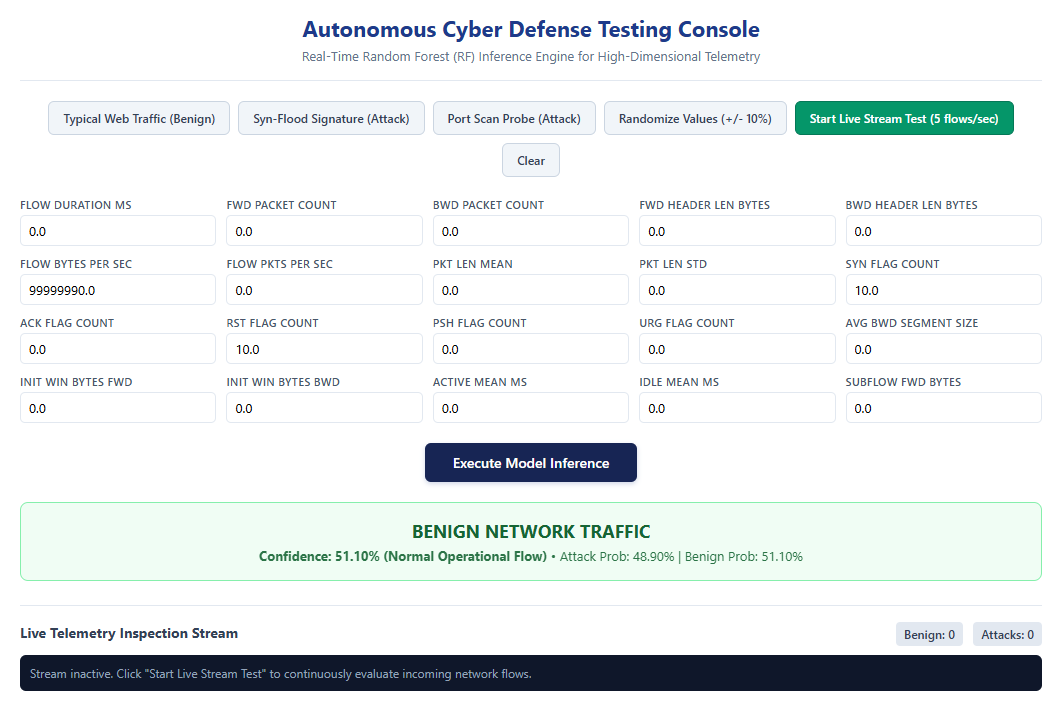 Autonomous Cyber Defense Testing Console
Real-Time Random Forest (RF) Inference Engine for High-Dimensional Telemetry
Typical Web Traffic (Benign) Syn-Flood Signature (Attack) Port Scan Probe (Attack) Randomize Values (+/- 10%) Start Live Stream Test (5 flows/sec)
Clear
FLOW DURATION MS FWD PACKET COUNT BWD PACKET COUNT FWD HEADER LEN BYTES BWD HEADER LEN BYTES
0.0 0.0 0.0 0.0 0.0
FLOW BYTES PER SEC FLOW PKTS PER SEC PKT LEN MEAN PKT LEN STD SYN FLAG COUNT
99999990.0 0.0 0.0 0.0 10.0
ACK FLAG COUNT RST FLAG COUNT PSH FLAG COUNT URG FLAG COUNT AVG BWD SEGMENT SIZE
0.0 10.0 0.0 0.0 0.0
INIT WIN BYTES FWD INIT WIN BYTES BWD ACTIVE MEAN MS IDLE MEAN MS SUBFLOW FWD BYTES
0.0 0.0 0.0 0.0 0.0
Execute Model Inference
BENIGN NETWORK TRAFFIC
Confidence: 51.10% (Normal Operational Flow) • Attack Prob: 48.90% | Benign Prob: 51.10%
Live Telemetry Inspection Stream Benign: 0 Attacks: 0
Stream inactive. Click "Start Live Stream Test" to continuously evaluate incoming network flows.